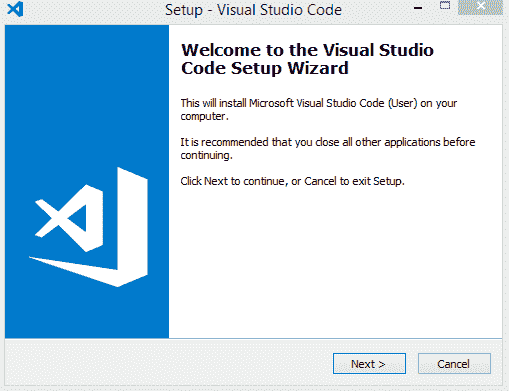 Setup - Visual Studio Code
Welcome to the Visual Studio
Code Setup Wizard
This will install Microsoft Visual Studio Code (User) on your
computer.
It is recommended that you close all other applications before
continuing.
Click Next to continue, or Cancel to exit Setup.
Next >
Cancel